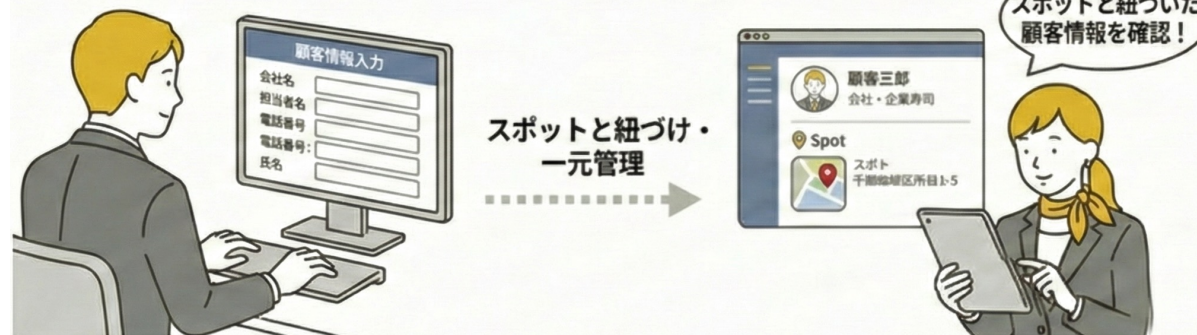 顧客情報入力
会社名
担当者名
電話番号
電話番号:
氏名
スポットと紐づけ・
一元管理
顧客三郎
会社・企業寿司
Spot
スポト
スポットと紐づいた
顧客情報を確認!